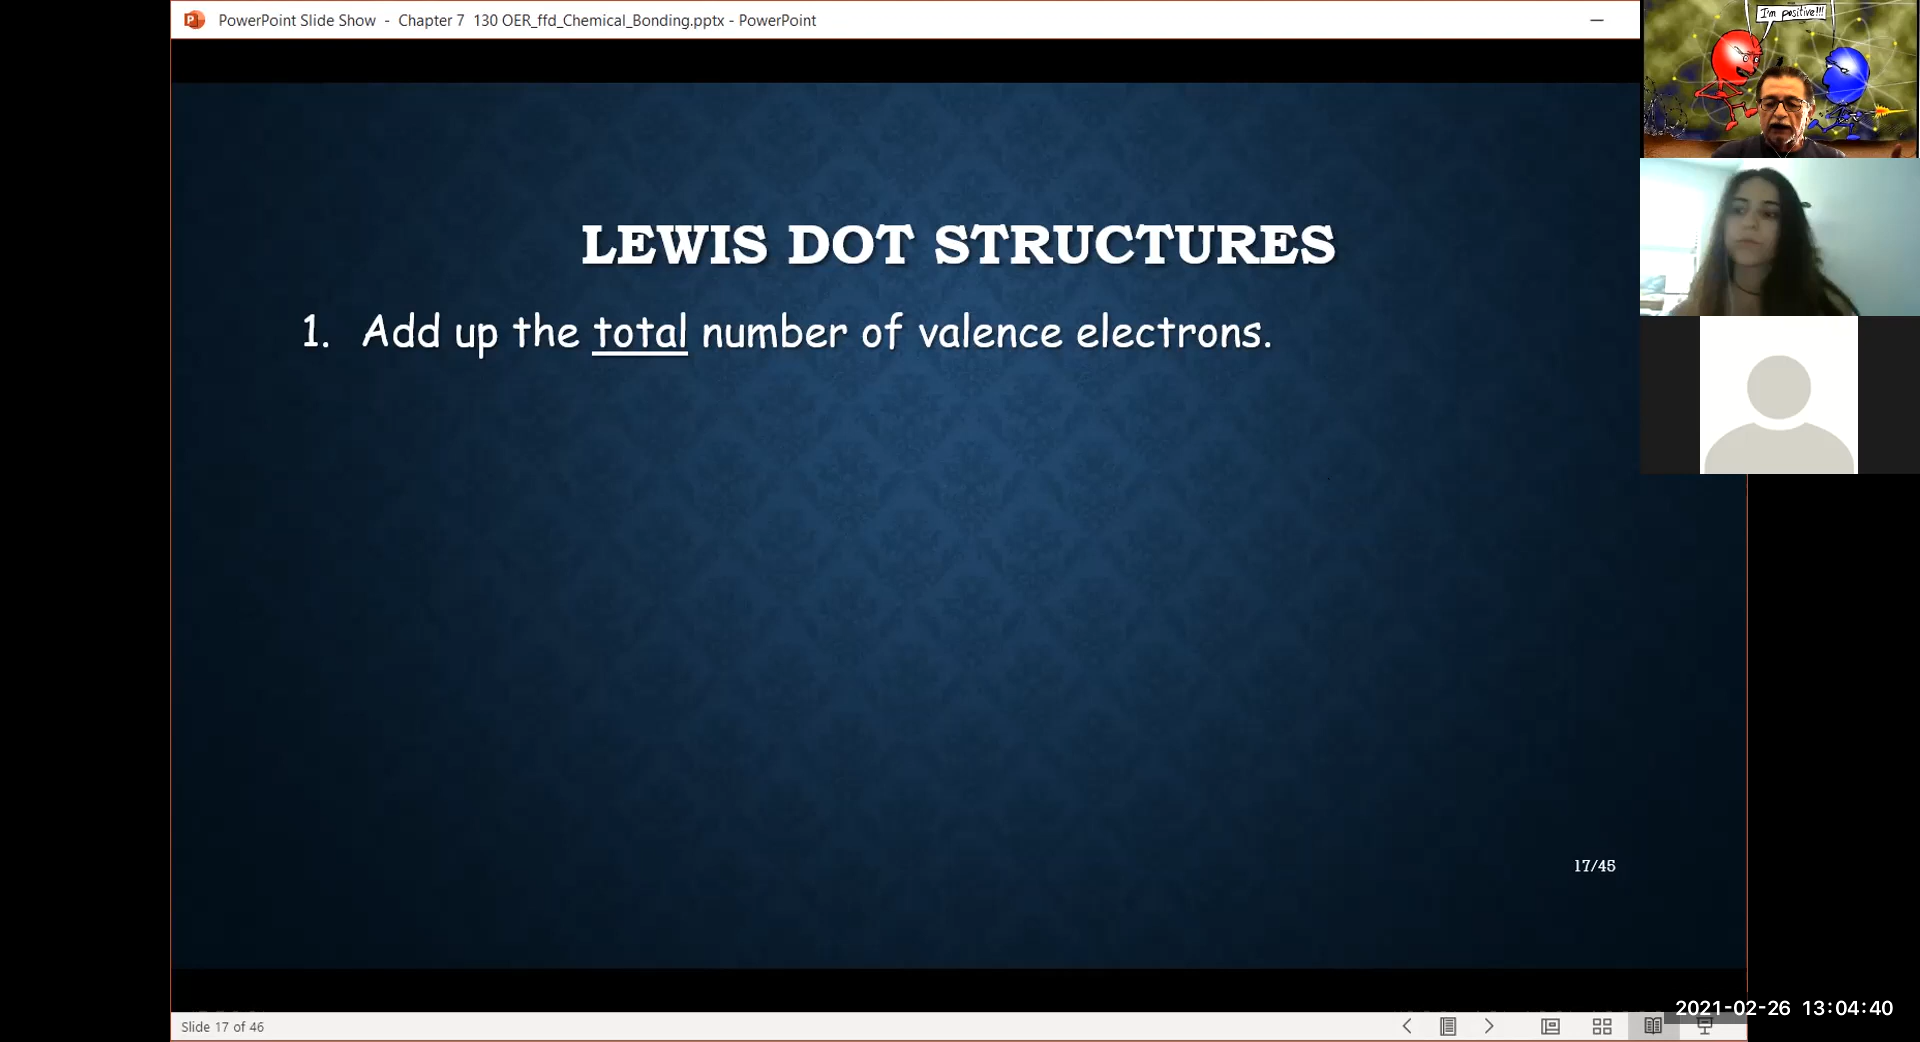 PowerPoint Slide Show - Chapter 7 130 OER_ffd_Chemical_Bonding.pptx - PowerPoint
I'm positive!!!
LEWIS DOT STRUCTURES
1. Add up the total number of valence electrons.
17/45
2021-02-26 13:04:40
Slide 17 of 46